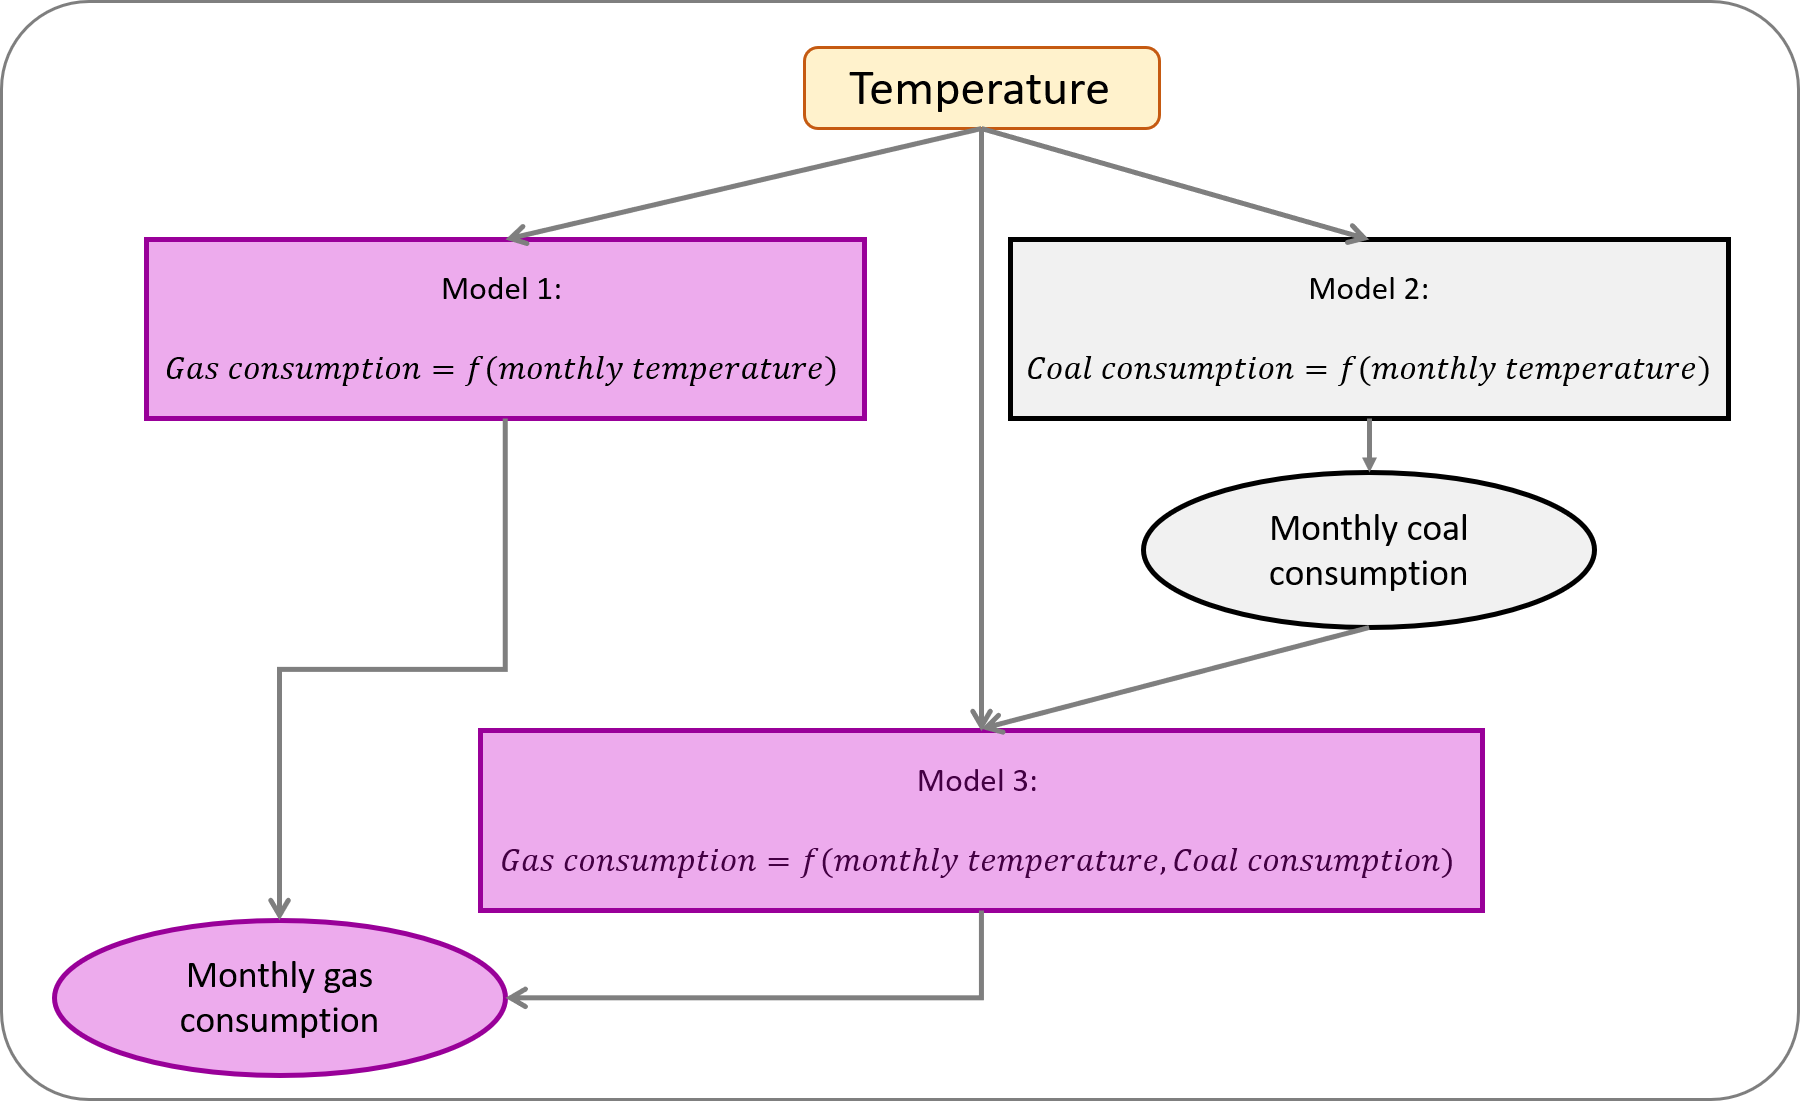 Temperature
Model 1:
Gas consumption = f(monthly temperature)
Model 2:
Coal consumption = f(monthly temperature)
Monthly coal
consumption
Model 3:
Gas consumption = f(monthly temperature, Coal consumption)
Monthly gas
consumption